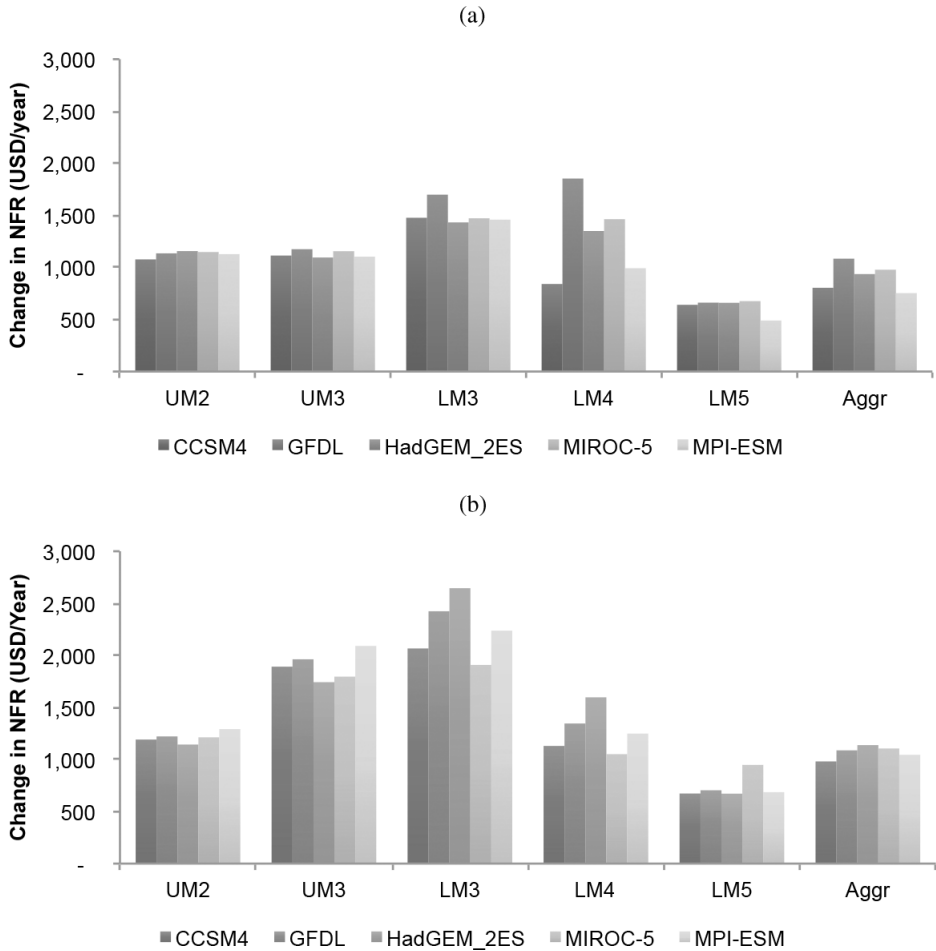 (a)
3,000
2,500
2,000
1,500
1,000
500
-
Change in NFR (USD/year)
UM2 UM3 LM3 LM4 LM5 Aggr
CCSM4 GFDL HadGEM_2ES MIROC-5 MPI-ESM
(b)
3,000
2,500
2,000
1,500
1,000
500
-
Change in NFR (USD/Year)
UM2 UM3 LM3 LM4 LM5 Aggr
CCSM4 GFDL HadGEM_2ES MIROC-5 MPI-ESM